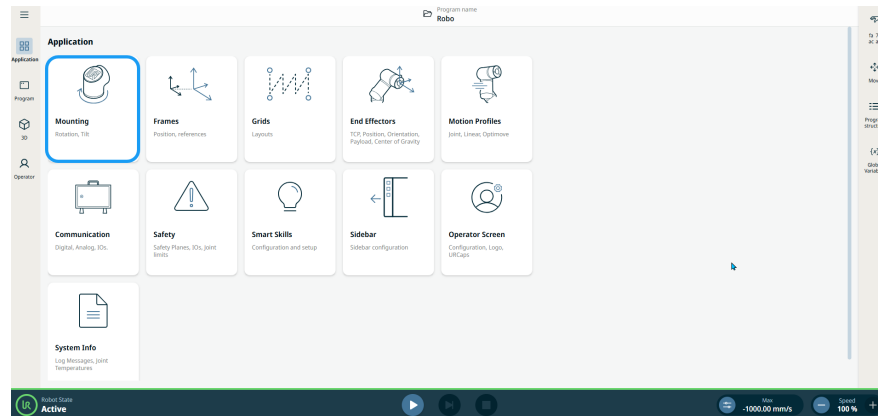 Program name
Robo
Application
Application
Program
3D
Operator
Mounting
Rotation, Tilt
Frames
Position, references
Grids
Layouts
End Effectors
TCP, Position, Orientation,
Payload, Center of Gravity
Motion Profiles
Joint, Linear, Optimove
Communication
Digital, Analog, IOs,
Safety
Safety Planes, IOs, Joint
limits
Smart Skills
Configuration and setup
Sidebar
Sidebar configuration
Operator Screen
Configuration, Logo,
URCaps
System Info
Log Messages, Joint
Temperatures
Robot State
Active
Max
-1000.00 mm/s
Speed
100 %